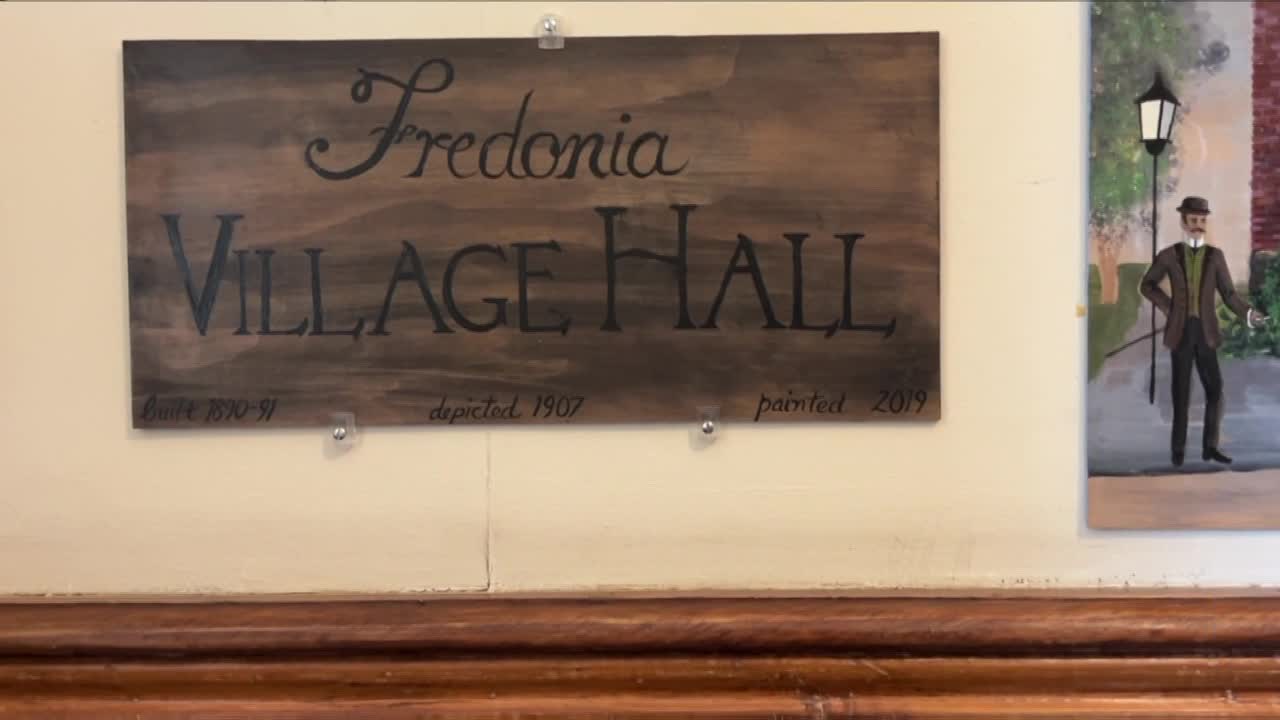 Fredonia
VILLAGE HALL
built 1890-91 depicted 1907 painted 2019